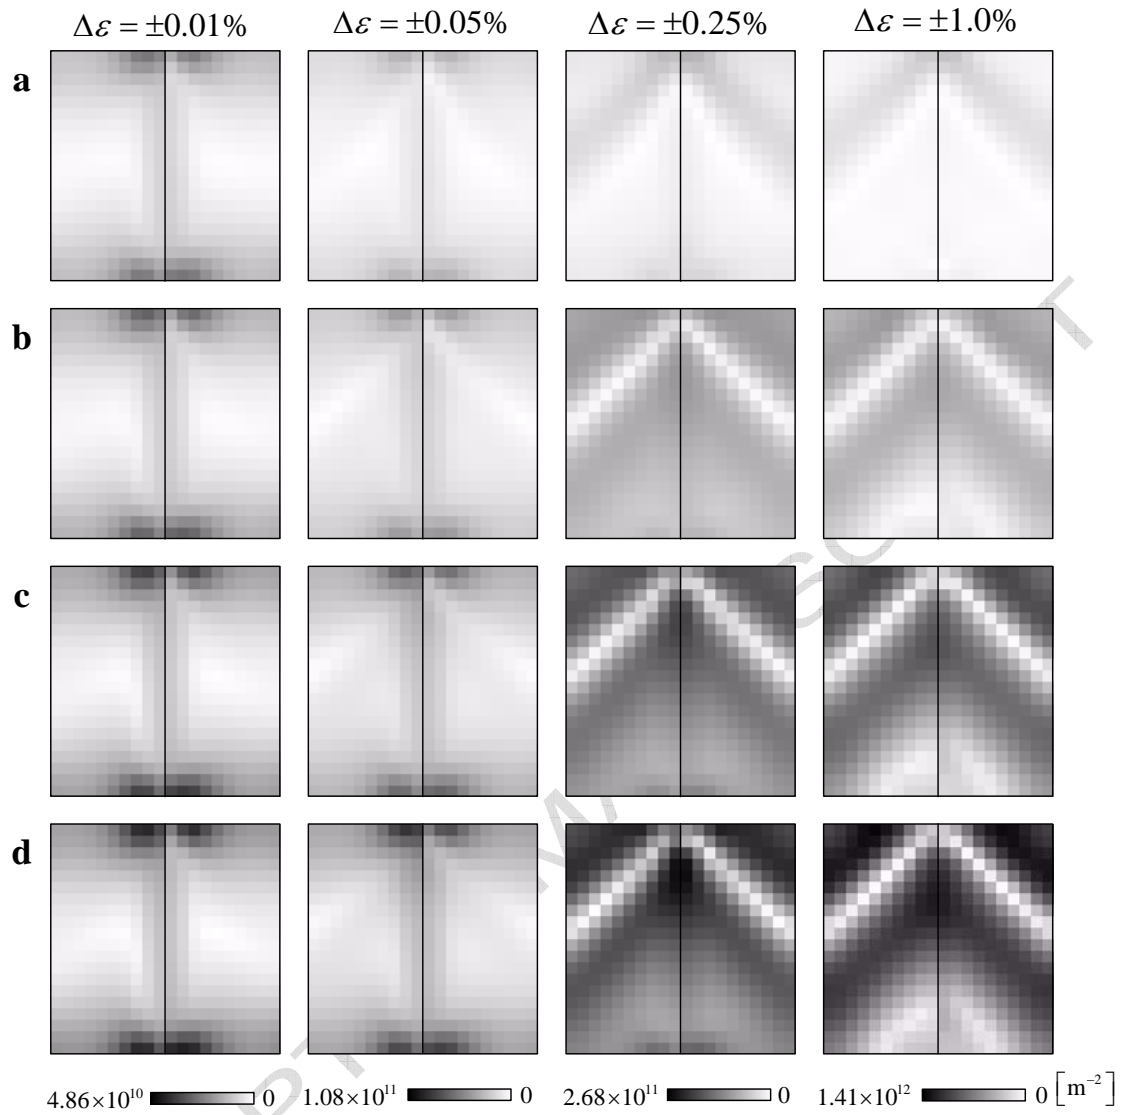 Δε = ±0.01% Δε = ±0.05% Δε = ±0.25% Δε = ±1.0%
a
b
c
d
4.86×10¹⁰ 0 1.08×10¹¹ 0 2.68×10¹¹ 0 1.41×10¹² 0 [m⁻²]